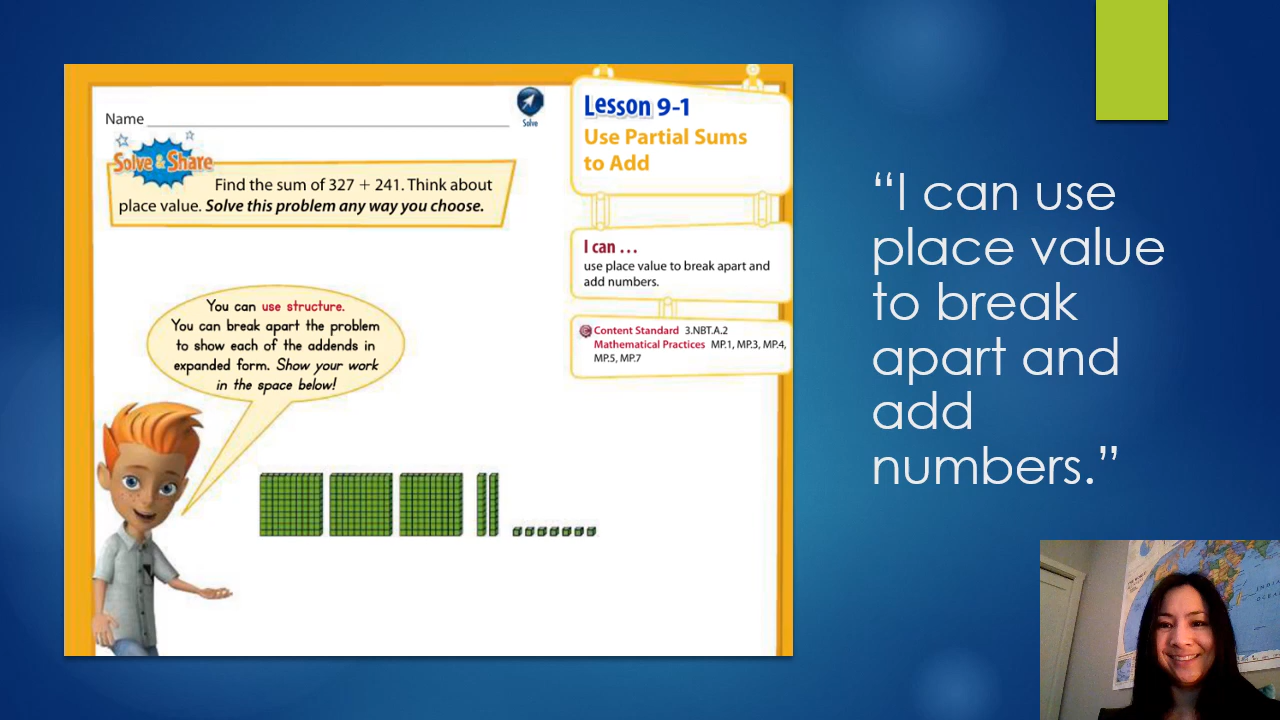 Name
Solve
Solve & Share
Find the sum of 327 + 241. Think about
place value. Solve this problem any way you choose.
Lesson 9-1
Use Partial Sums
to Add
I can ...
use place value to break apart and
add numbers.
Content Standard 3.NBT.A.2
Mathematical Practices MP.1, MP.3, MP.4,
MP.5, MP.7
You can use structure.
You can break apart the problem
to show each of the addends in
expanded form. Show your work
in the space below!
“I can use
place value
to break
apart and
add
numbers.”